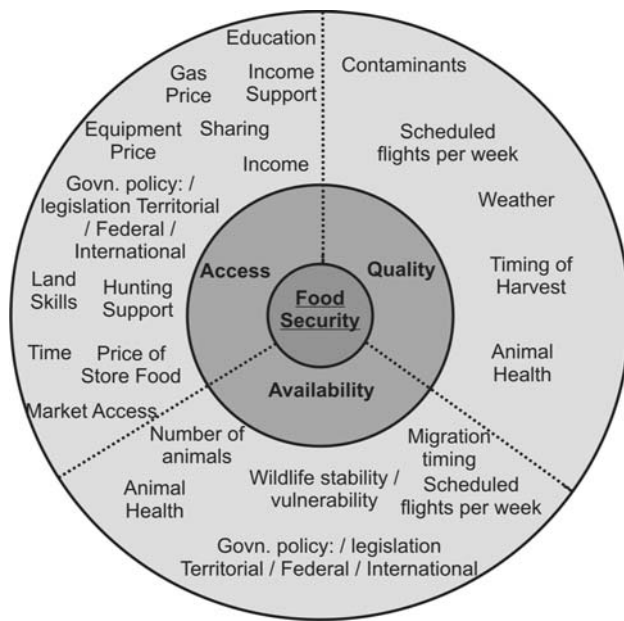 Education
Gas
Price
Income
Support
Equipment
Price
Sharing
Income
Govn. policy: /
legislation Territorial
/ Federal /
International
Land
Skills
Hunting
Support
Time
Price of
Store Food
Market Access
Contaminants
Scheduled
flights per week
Weather
Timing of
Harvest
Animal
Health
Access
Quality
Food
Security
Availability
Number of
animals
Animal
Health
Wildlife stability /
vulnerability
Migration
timing
Scheduled
flights per week
Govn. policy: / legislation
Territorial / Federal / International